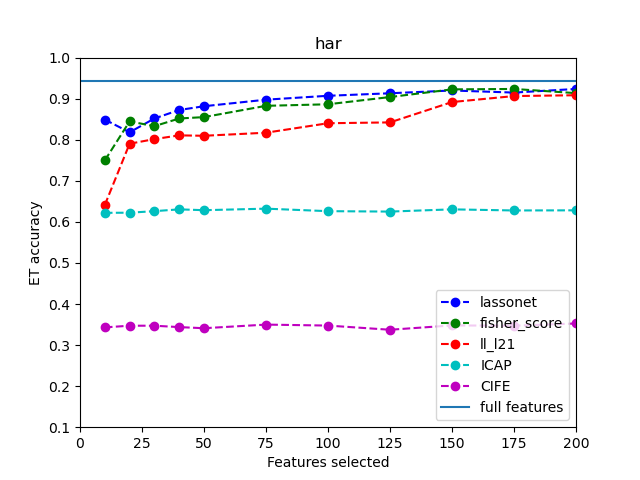 har
ET accuracy
1.0
0.9
0.8
0.7
0.6
0.5
0.4
0.3
0.2
0.1
0 25 50 75 100 125 150 175 200
Features selected
lassonet
fisher_score
ll_l21
ICAP
CIFE
full features